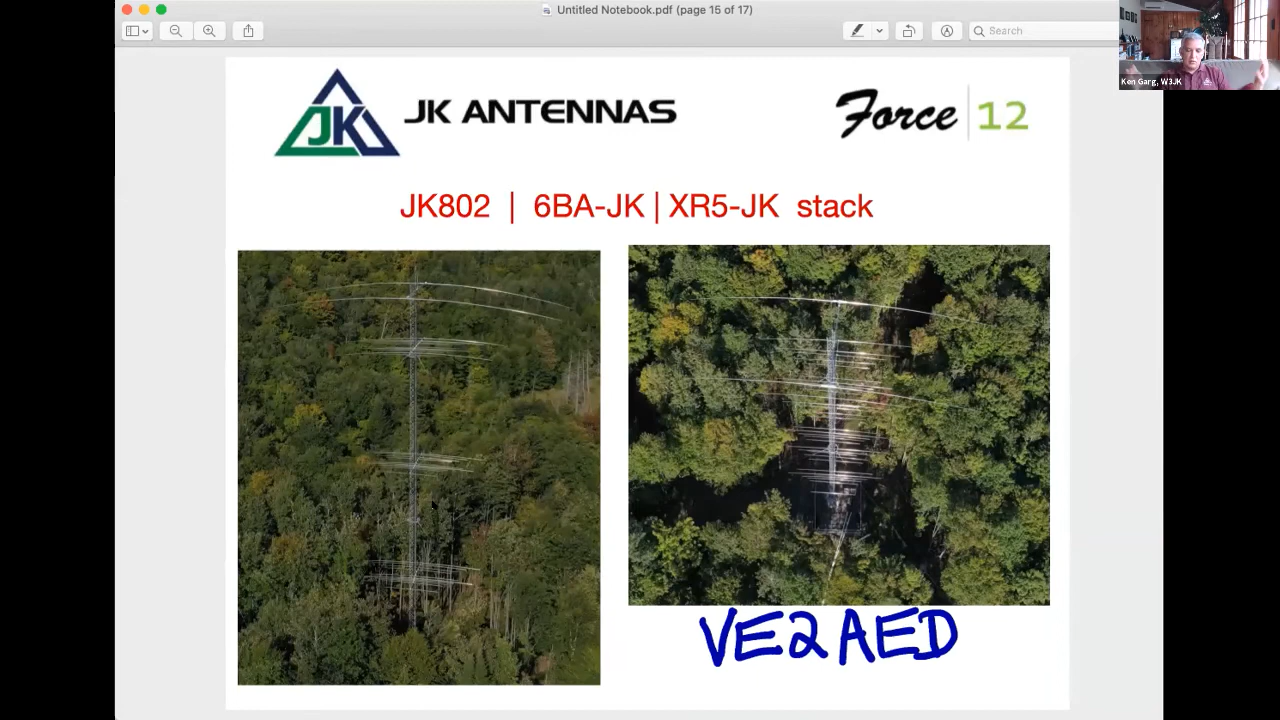 Untitled Notebook.pdf (page 15 of 17)
Search
Ken Garg, W3JK
JK JK ANTENNAS
Force 12
JK802 | 6BA-JK | XR5-JK stack
VE2AED